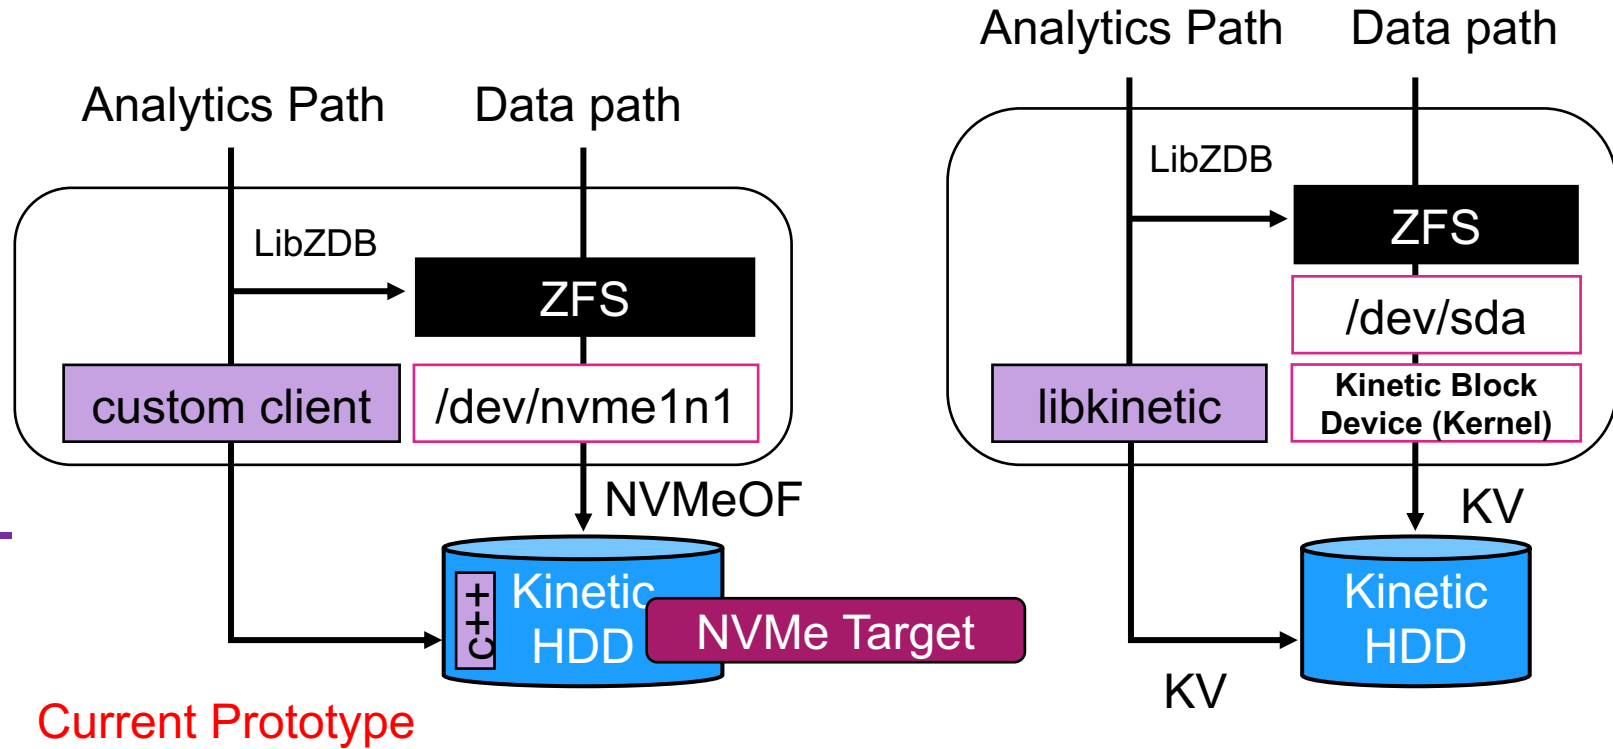 Analytics Path
Data path
LibZDB
ZFS
custom client
/dev/nvme1n1
NVMeOF
C++
Kinetic
HDD
NVMe Target
Current Prototype
Analytics Path
Data path
LibZDB
ZFS
/dev/sda
libkinetic
Kinetic Block
Device (Kernel)
KV
Kinetic
HDD
KV